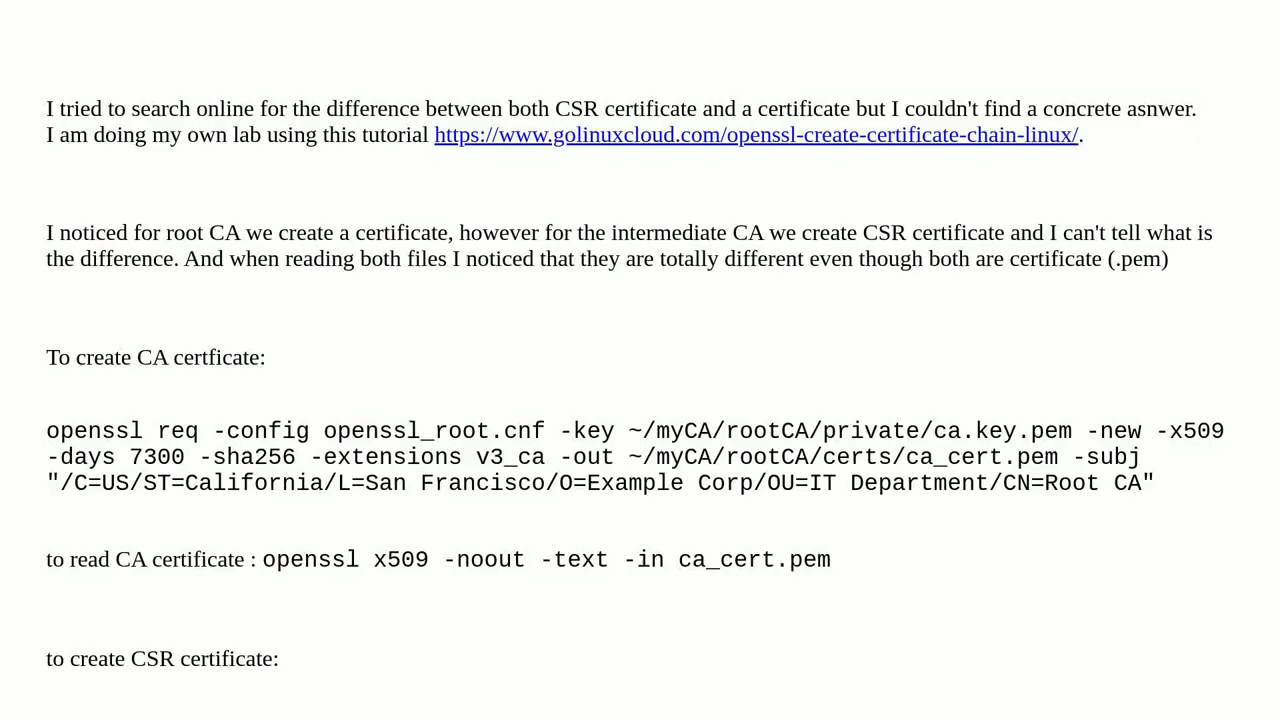 I tried to search online for the difference between both CSR certificate and a certificate but I couldn't find a concrete asnwer.
I am doing my own lab using this tutorial https://www.golinuxcloud.com/openssl-create-certificate-chain-linux/.
I noticed for root CA we create a certificate, however for the intermediate CA we create CSR certificate and I can't tell what is
the difference. And when reading both files I noticed that they are totally different even though both are certificate (.pem)
To create CA certficate:
openssl req -config openssl_root.cnf -key ~/myCA/rootCA/private/ca.key.pem -new -x509
-days 7300 -sha256 -extensions v3_ca -out ~/myCA/rootCA/certs/ca_cert.pem -subj
"/C=US/ST=California/L=San Francisco/O=Example Corp/OU=IT Department/CN=Root CA"
to read CA certificate : openssl x509 -noout -text -in ca_cert.pem
to create CSR certificate: